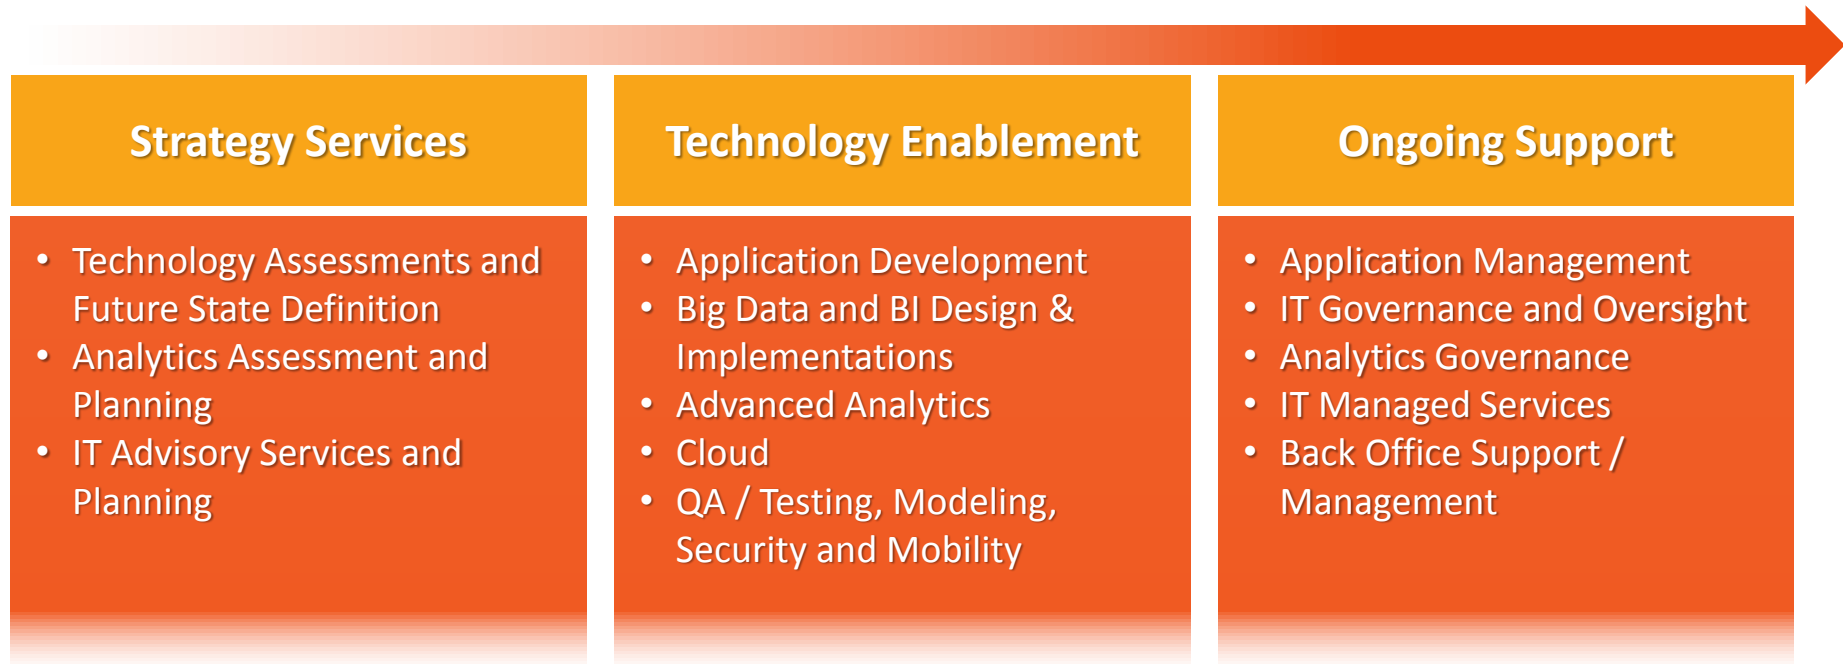 Strategy Services
• Technology Assessments and
Future State Definition
• Analytics Assessment and
Planning
• IT Advisory Services and
Planning
Technology Enablement
• Application Development
• Big Data and BI Design &
Implementations
• Advanced Analytics
• Cloud
• QA / Testing, Modeling,
Security and Mobility
Ongoing Support
• Application Management
• IT Governance and Oversight
• Analytics Governance
• IT Managed Services
• Back Office Support /
Management